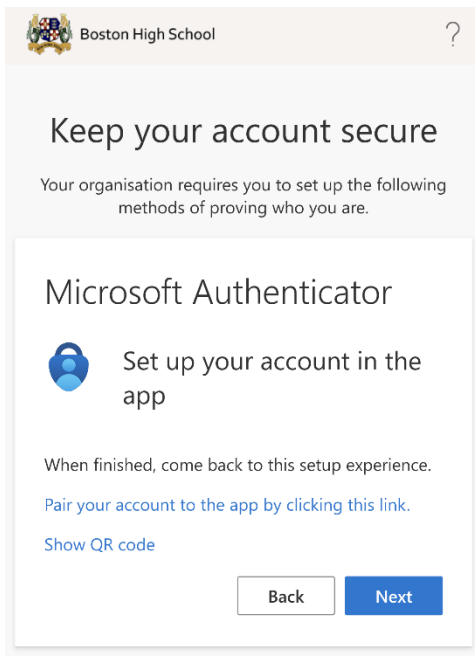 Boston High School
?
Keep your account secure
Your organisation requires you to set up the following
methods of proving who you are.
Microsoft Authenticator
Set up your account in the
app
When finished, come back to this setup experience.
Pair your account to the app by clicking this link.
Show QR code
Back
Next